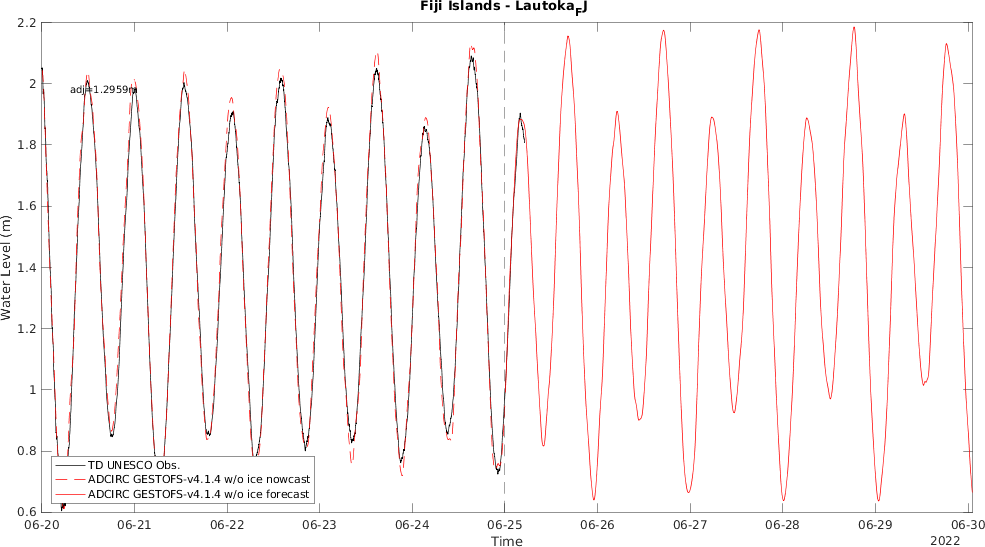 Fiji Islands - Lautoka_FJ
2.2
2
1.8
1.6
1.4
1.2
1
0.8
0.6
Water Level (m)
adj=1.2959m
TD UNESCO Obs.
ADCIRC GESTOFS-v4.1.4 w/o ice nowcast
ADCIRC GESTOFS-v4.1.4 w/o ice forecast
06-20 06-21 06-22 06-23 06-24 06-25 06-26 06-27 06-28 06-29 06-30
Time
2022